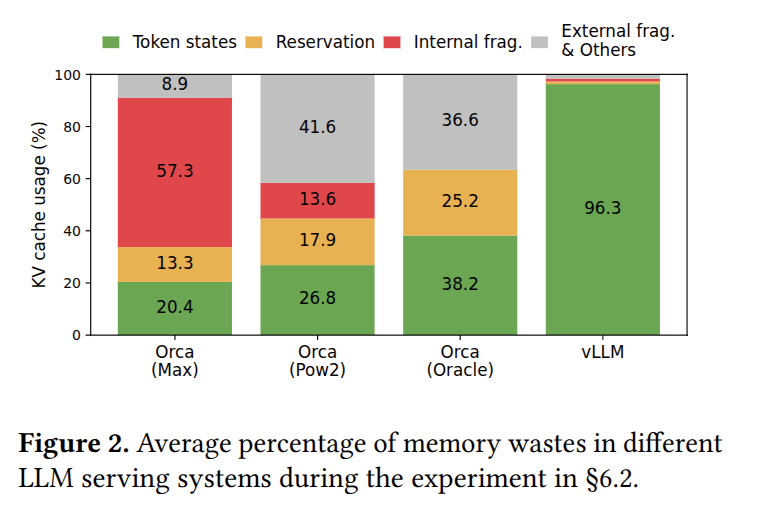 Token states
Reservation
Internal frag.
External frag.
& Others
KV cache usage (%)
100
80
60
40
20
0
8.9
57.3
13.3
20.4
41.6
13.6
17.9
26.8
36.6
25.2
38.2
96.3
Orca
(Max)
Orca
(Pow2)
Orca
(Oracle)
vLLM
Figure 2. Average percentage of memory wastes in different
LLM serving systems during the experiment in §6.2.